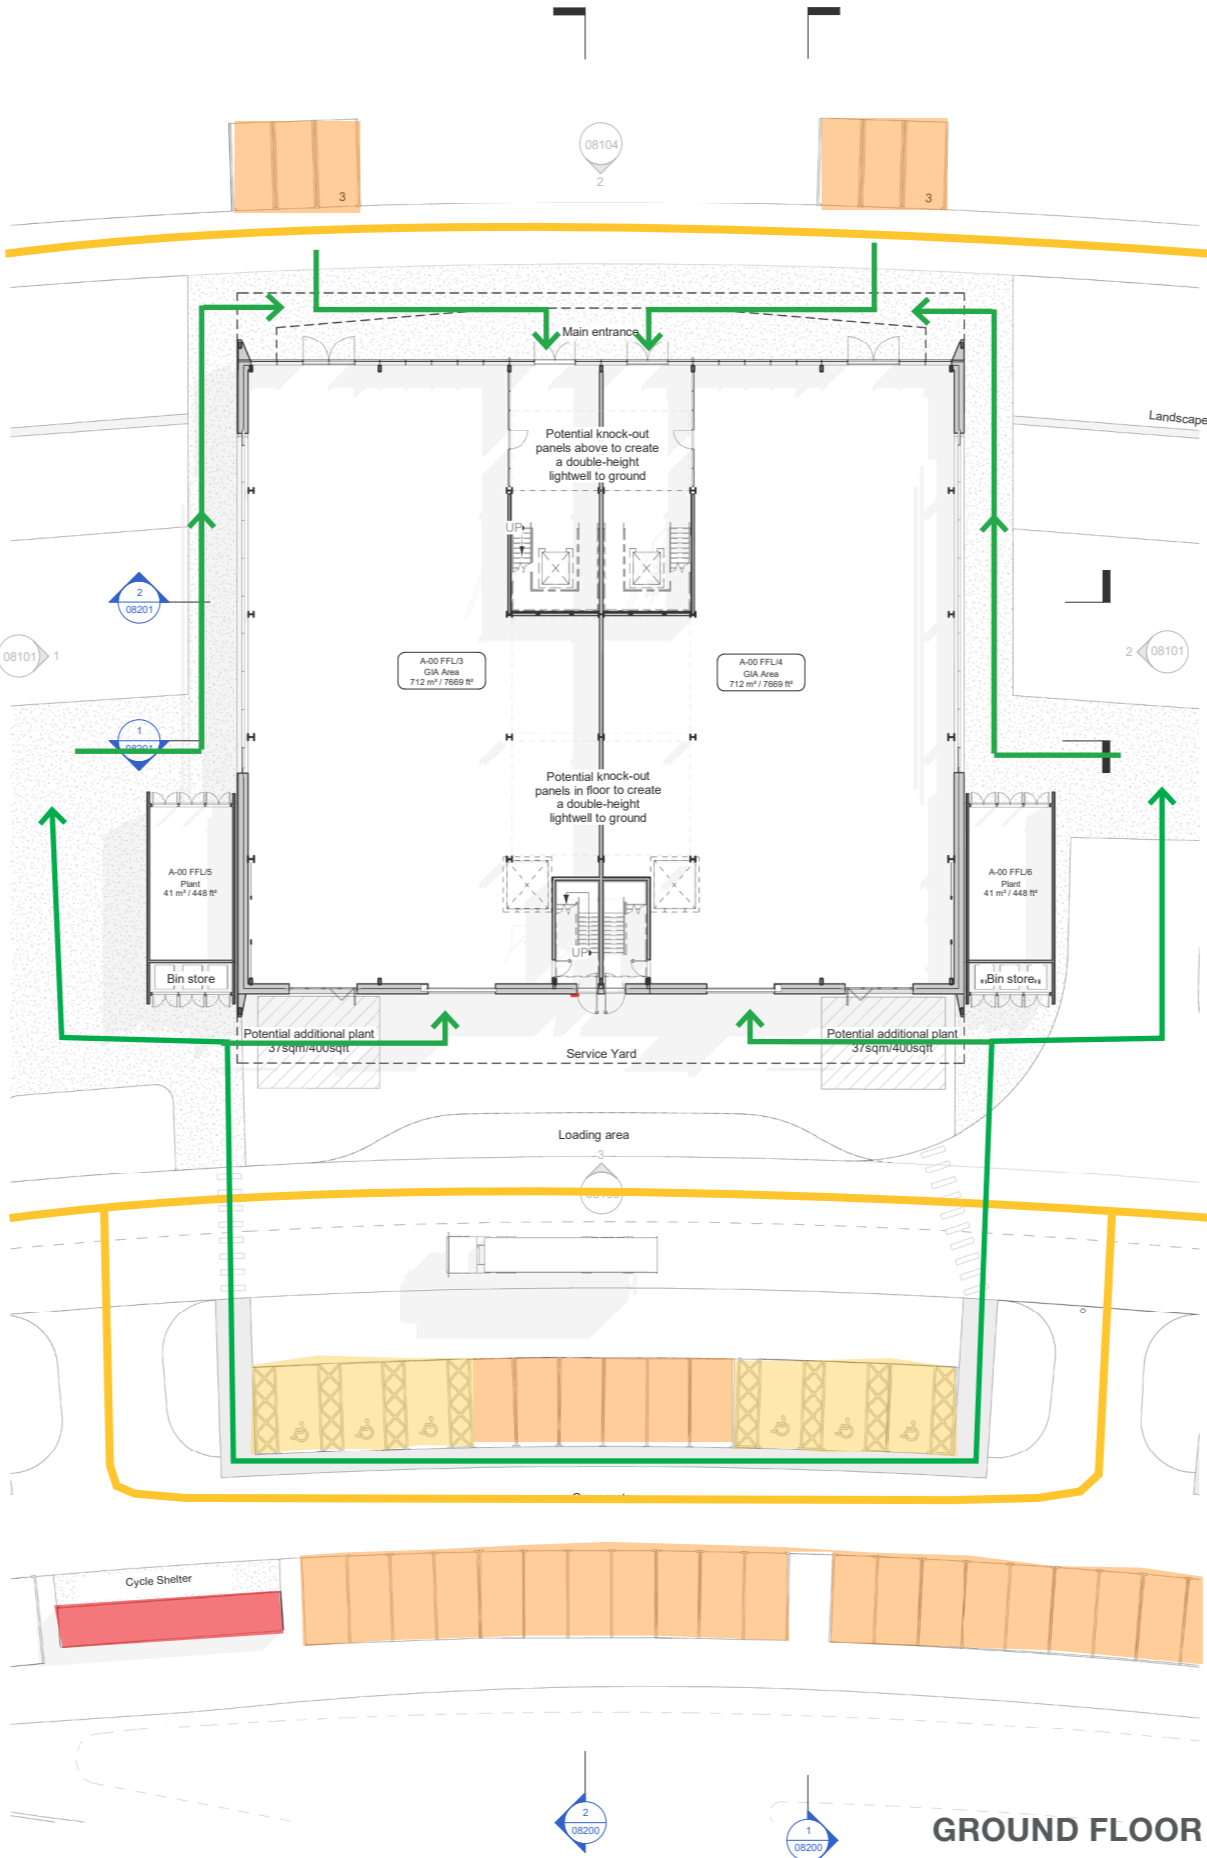 08104
2
3
3
Main entrance
Landscape
Potential knock-out
panels above to create
a double-height
lightwell to ground
UP
2
08201
08101
1
2
08101
A-00 FFL/3
GIA Area
712 m² / 7669 ft²
A-00 FFL/4
GIA Area
712 m² / 7669 ft²
1
08201
Potential knock-out
panels in floor to create
a double-height
lightwell to ground
A-00 FFL/5
Plant
41 m² / 448 ft²
A-00 FFL/6
Plant
41 m² / 448 ft²
UP
Bin store
Bin store
Potential additional plant
37sqm/400sqft
Potential additional plant
37sqm/400sqft
Service Yard
Loading area
3
Cycle Shelter
2
08200
1
08200
GROUND FLOOR